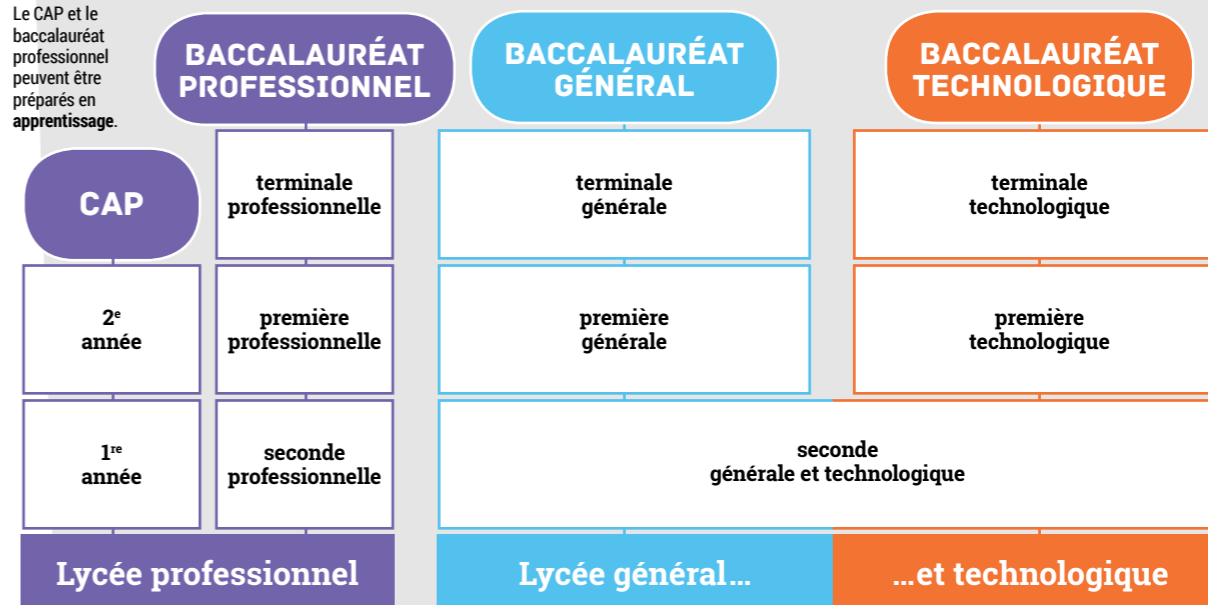 Le CAP et le
baccalauréat
professionnel
peuvent être
préparés en
apprentissage.
BACCALAURÉAT
PROFESSIONNEL
BACCALAURÉAT
GÉNÉRAL
BACCALAURÉAT
TECHNOLOGIQUE
CAP
terminale
professionnelle
terminale
générale
terminale
technologique
2e
année
première
professionnelle
première
générale
première
technologique
1re
année
seconde
professionnelle
seconde
générale et technologique
Lycée professionnel
Lycée général...
...et technologique